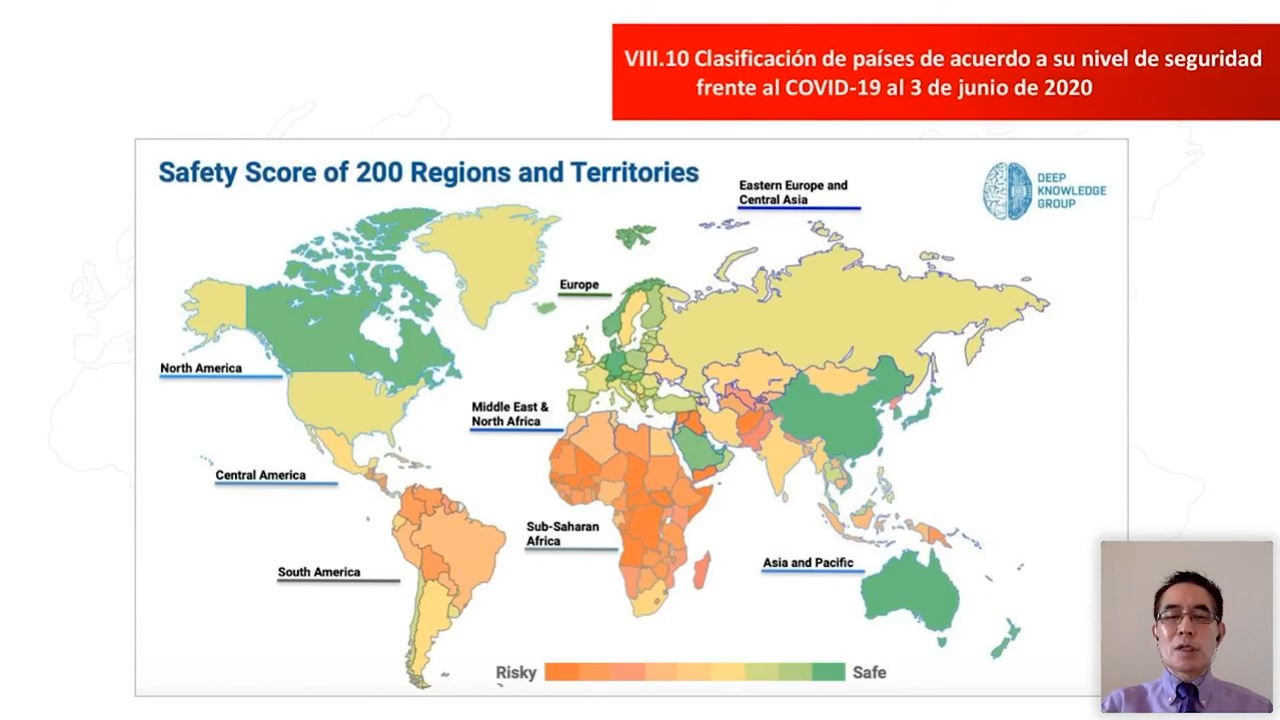 VIII.10 Clasificación de países de acuerdo a su nivel de seguridad
frente al COVID-19 al 3 de junio de 2020
Safety Score of 200 Regions and Territories
Eastern Europe and
Central Asia
DEEP
KNOWLEDGE
GROUP
Europe
North America
Middle East &
North Africa
Central America
Sub-Saharan
Africa
Asia and Pacific
South America
Risky
Safe